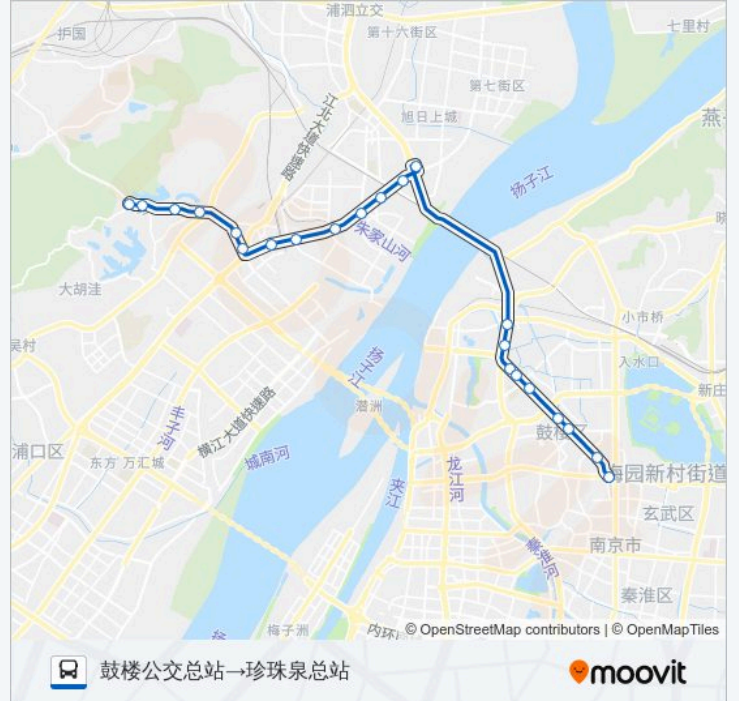 浦泗立交
七里村
护国
第十六街区
第七街区
江北大道快速路
旭日上城
燕
扬子江
朱家山河
大胡洼
小市桥
吴村
扬子江
入水口
新庄
潜洲
丰子河
横江大道快速路
浦口区
东方 万汇城
城南河
鼓楼区
龙江河
夹江
梅园新村街道
玄武区
秦淮河
南京市
秦淮区
梅子洲
内环
© OpenStreetMap contributors | © OpenMapTiles
鼓楼公交总站→珍珠泉总站
moovit